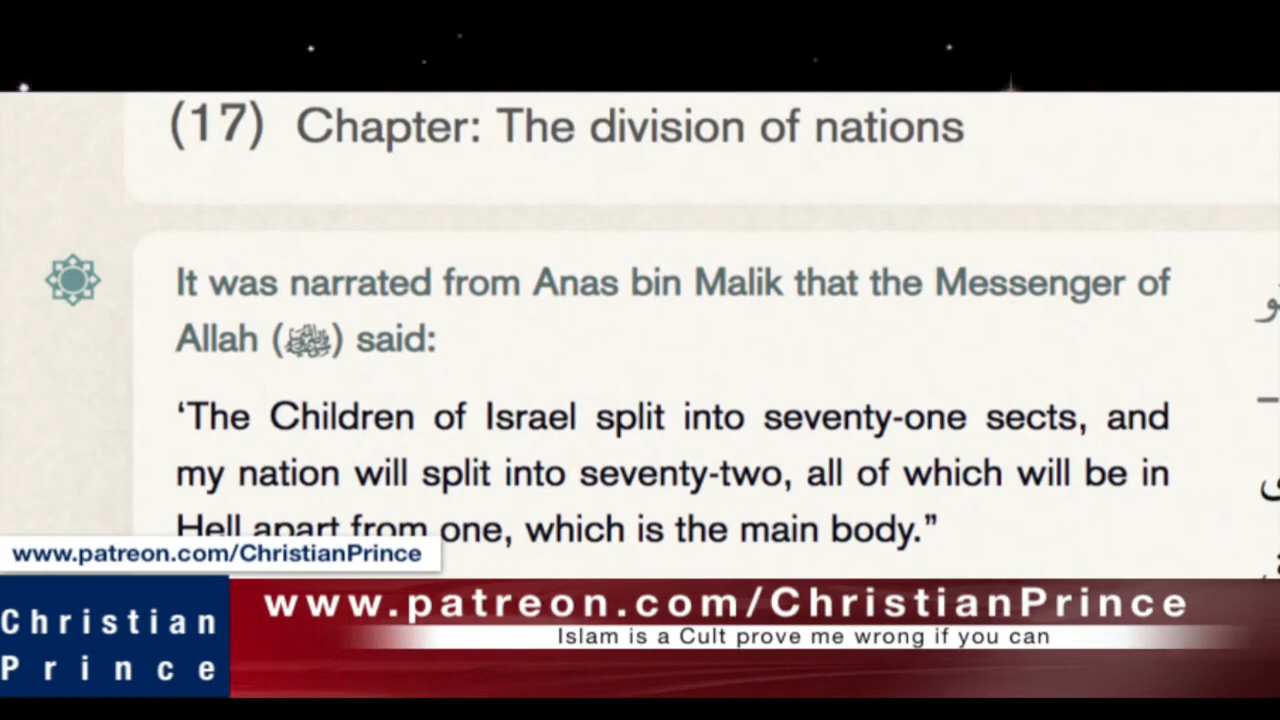 (17) Chapter: The division of nations
It was narrated from Anas bin Malik that the Messenger of
Allah (ﷺ) said:
‘The Children of Israel split into seventy-one sects, and
my nation will split into seventy-two, all of which will be in
Hell apart from one, which is the main body.”
www.patreon.com/ChristianPrince
Christian
Prince
www.patreon.com/ChristianPrince
Islam is a Cult prove me wrong if you can